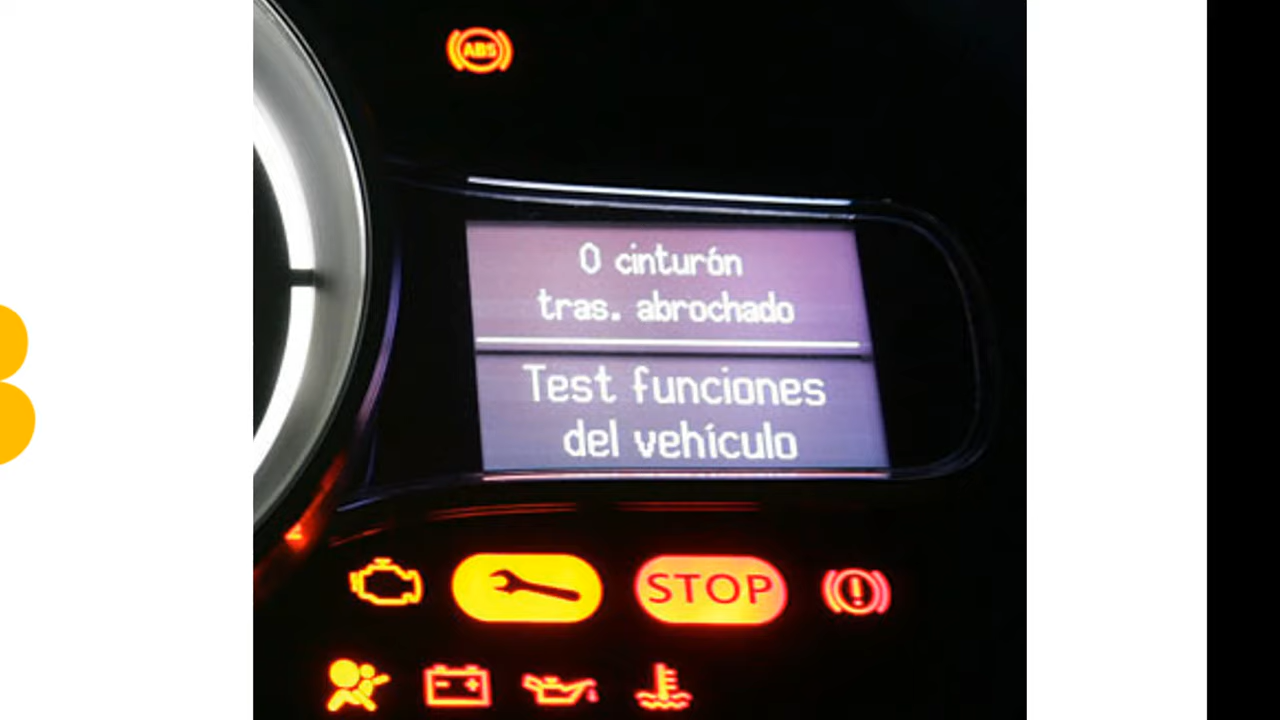 ABS
0 cinturón
tras. abrochado
Test funciones
del vehículo
STOP